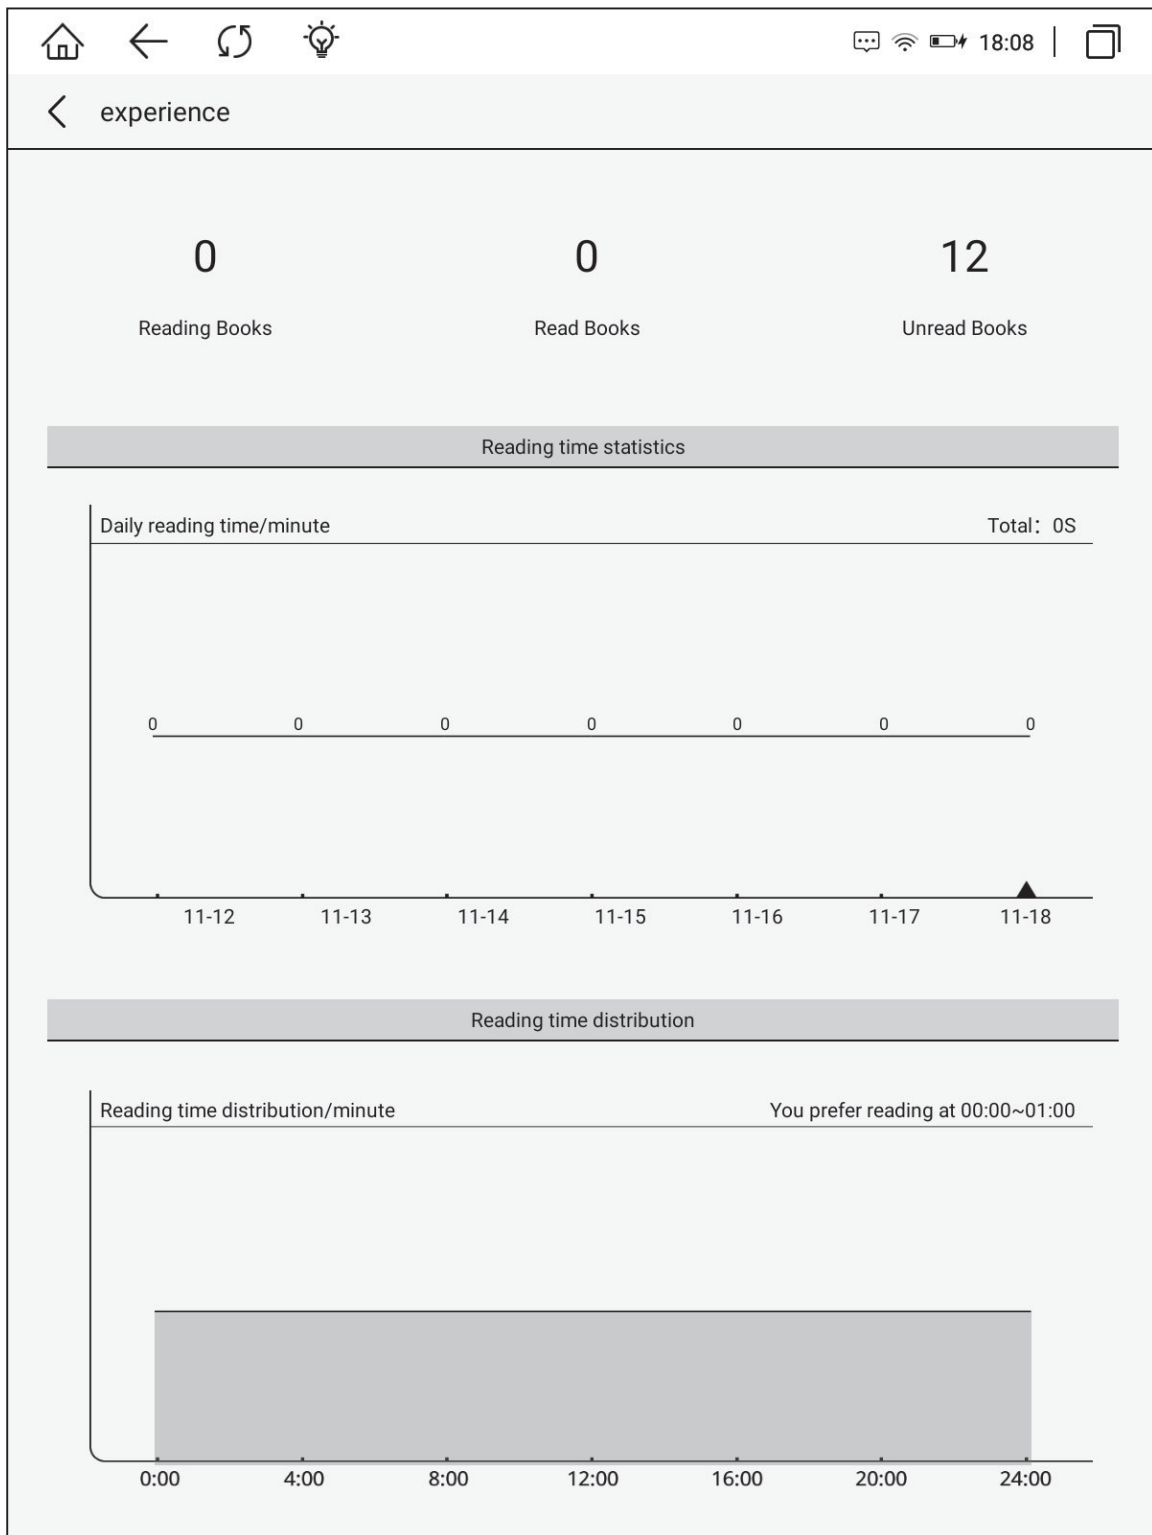 18:08
experience
0 0 12
Reading Books Read Books Unread Books
Reading time statistics
Daily reading time/minute Total: 0S
0 0 0 0 0 0 0
11-12 11-13 11-14 11-15 11-16 11-17 11-18
Reading time distribution
Reading time distribution/minute You prefer reading at 00:00~01:00
0:00 4:00 8:00 12:00 16:00 20:00 24:00